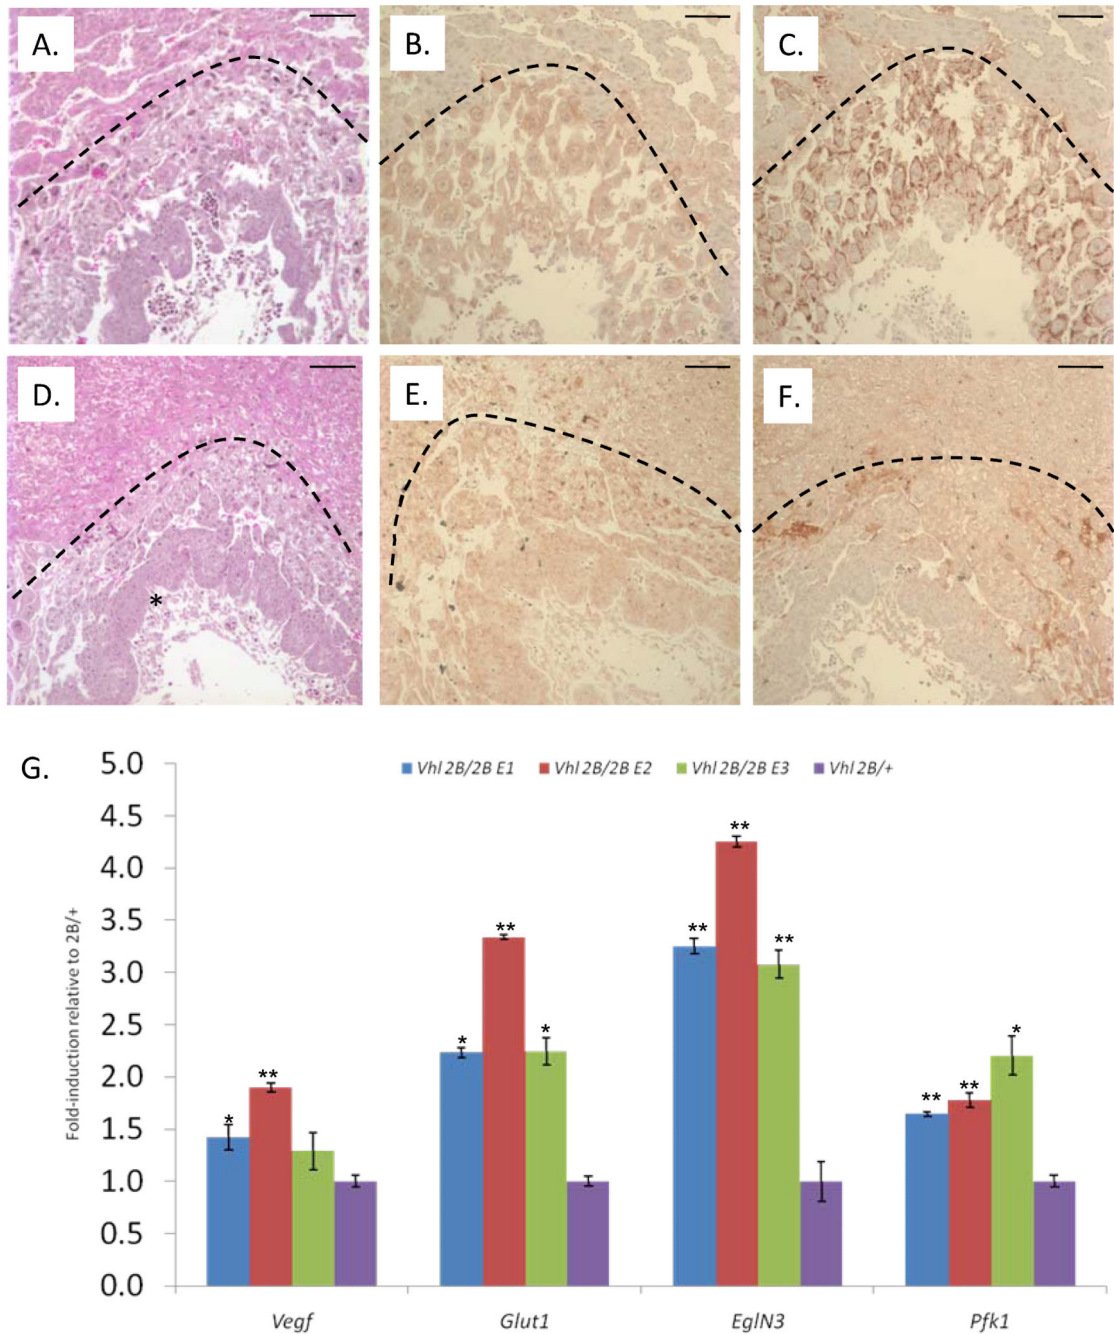 A.
B.
C.
D.
*
E.
F.
G.
Vhl 2B/2B E1
Vhl 2B/2B E2
Vhl 2B/2B E3
Vhl 2B/+
Fold-induction relative to 2B/+
5.0
4.5
4.0
3.5
3.0
2.5
2.0
1.5
1.0
0.5
0.0
*
**
*
**
*
**
**
**
**
**
*
Vegf
Glut1
EglN3
Pfk1